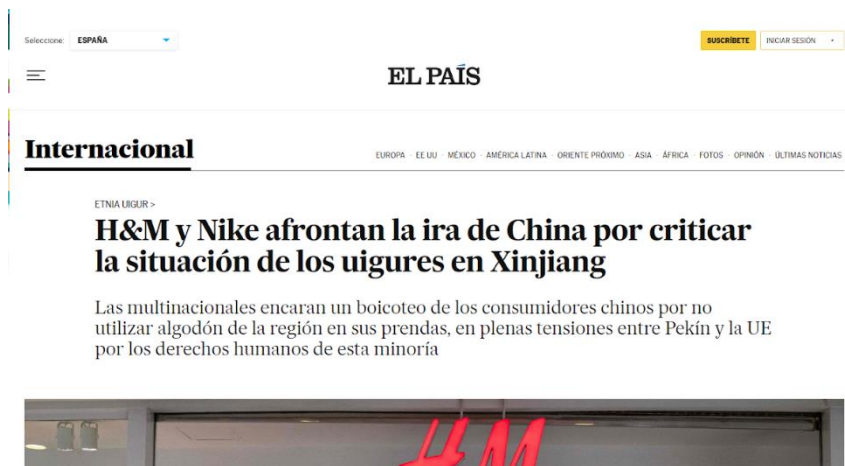 Seleccione: ESPAÑA
SUSCRÍBETE INICIAR SESIÓN
EL PAÍS
Internacional
EUROPA · EE UU · MÉXICO · AMÉRICA LATINA · ORIENTE PRÓXIMO · ASIA · ÁFRICA · FOTOS · OPINIÓN · ÚLTIMAS NOTICIAS
ETNIA UIGUR >
H&M y Nike afrontan la ira de China por criticar
la situación de los uigures en Xinjiang
Las multinacionales encaran un boicoteo de los consumidores chinos por no
utilizar algodón de la región en sus prendas, en plenas tensiones entre Pekín y la UE
por los derechos humanos de esta minoría
H&M